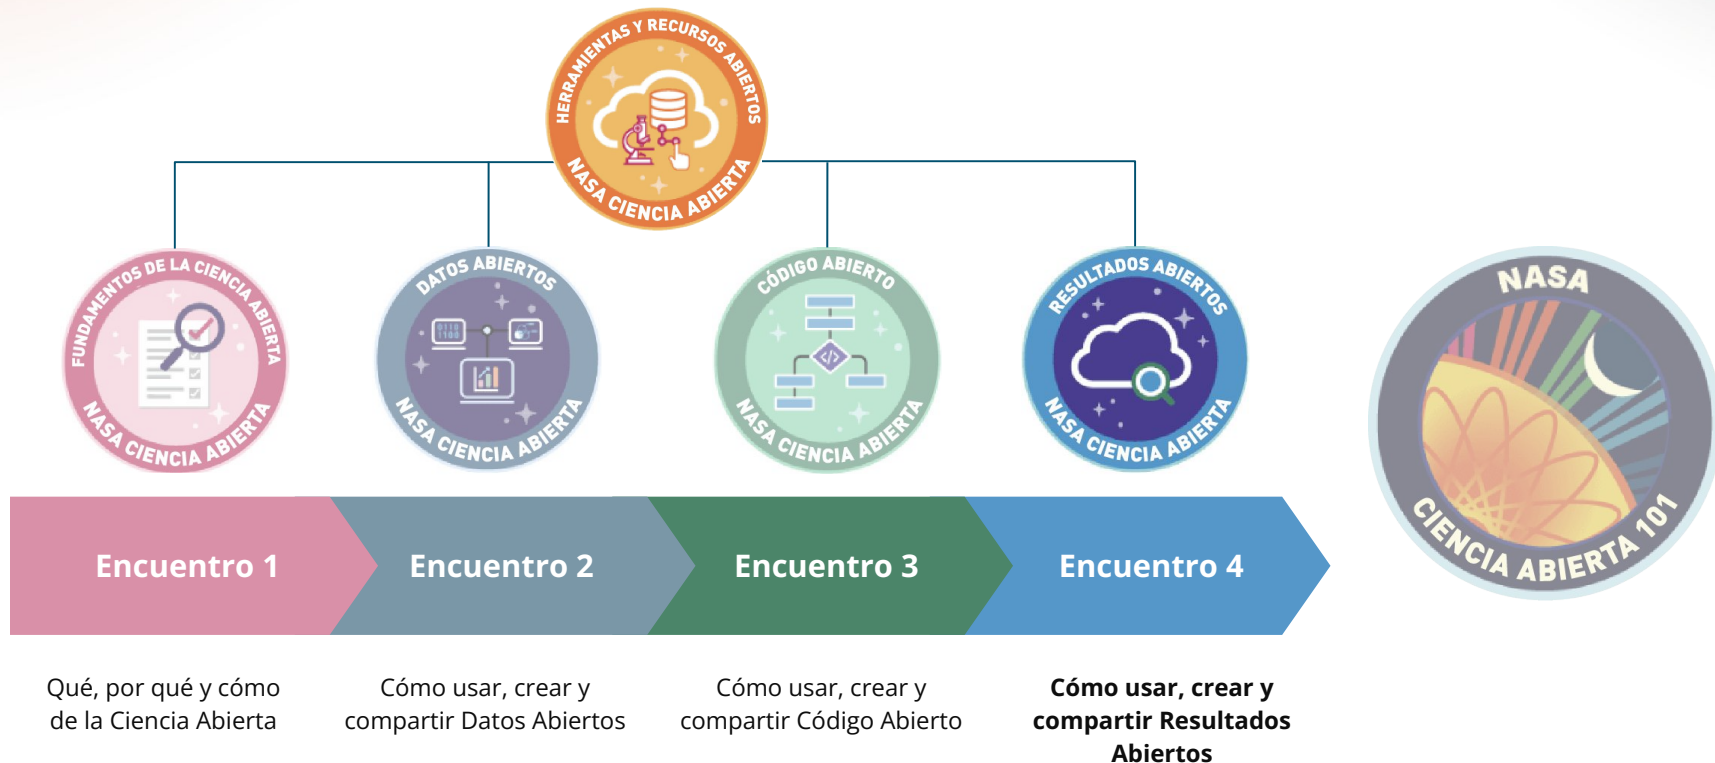 HERRAMIENTAS Y RECURSOS ABIERTOS
NASA CIENCIA ABIERTA
FUNDAMENTOS DE LA CIENCIA ABIERTA
NASA CIENCIA ABIERTA
DATOS ABIERTOS
0110
1100
NASA CIENCIA ABIERTA
CÓDIGO ABIERTO
</>
NASA CIENCIA ABIERTA
RESULTADOS ABIERTOS
NASA CIENCIA ABIERTA
NASA
CIENCIA ABIERTA 101
Encuentro 1
Encuentro 2
Encuentro 3
Encuentro 4
Qué, por qué y cómo
de la Ciencia Abierta
Cómo usar, crear y
compartir Datos Abiertos
Cómo usar, crear y
compartir Código Abierto
Cómo usar, crear y
compartir Resultados
Abiertos